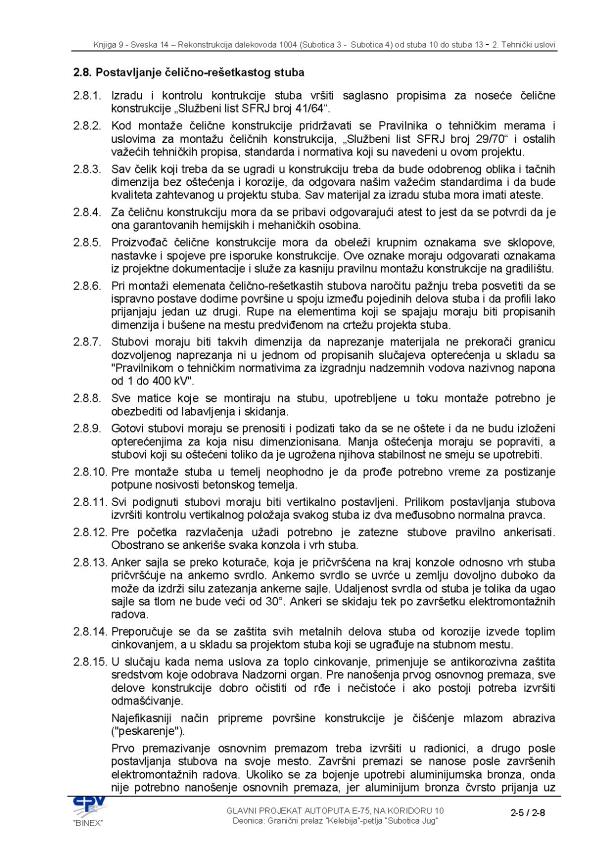 Knjiga 9 - Sveska 14 – Rekonstrukcija dalekovoda 1004 (Subotica 3 - Subotica 4) od stuba 10 do stuba 13 - 2. Tehnički uslovi
2.8. Postavljanje čelično-rešetkastog stuba
2.8.1. Izradu i kontrolu kontrukcije stuba vršiti saglasno propisima za noseće čelične
konstrukcije „Službeni list SFRJ broj 41/64“.
2.8.2. Kod montaže čelične konstrukcije pridržavati se Pravilnika o tehničkim merama i
uslovima za montažu čeličnih konstrukcija, „Službeni list SFRJ broj 29/70“ i ostalih
važećih tehničkih propisa, standarda i normativa koji su navedeni u ovom projektu.
2.8.3. Sav čelik koji treba da se ugradi u konstrukciju treba da bude odobrenog oblika i tačnih
dimenzija bez oštećenja i korozije, da odgovara našim važećim standardima i da bude
kvaliteta zahtevanog u projektu stuba. Sav materijal za izradu stuba mora imati ateste.
2.8.4. Za čeličnu konstrukciju mora da se pribavi odgovarajući atest to jest da se potvrdi da je
ona garantovanih hemijskih i mehaničkih osobina.
2.8.5. Proizvođač čelične konstrukcije mora da obeleži krupnim oznakama sve sklopove,
nastavke i spojeve pre isporuke konstrukcije. Ove oznake moraju odgovarati oznakama
iz projektne dokumentacije i služe za kasniju pravilnu montažu konstrukcije na gradilištu.
2.8.6. Pri montaži elemenata čelično-rešetkastih stubova naročitu pažnju treba posvetiti da se
ispravno postave dodirne površine u spoju između pojedinih delova stuba i da profili lako
prijanjaju jedan uz drugi. Rupe na elementima koji se spajaju moraju biti propisanih
dimenzija i bušene na mestu predviđenom na crtežu projekta stuba.
2.8.7. Stubovi moraju biti takvih dimenzija da naprezanje materijala ne prekorači granicu
dozvoljenog naprezanja ni u jednom od propisanih slučajeva opterećenja u skladu sa
"Pravilnikom o tehničkim normativima za izgradnju nadzemnih vodova nazivnog napona
od 1 do 400 kV".
2.8.8. Sve matice koje se montiraju na stubu, upotrebljene u toku montaže potrebno je
obezbediti od labavljenja i skidanja.
2.8.9. Gotovi stubovi moraju se prenositi i podizati tako da se ne oštete i da ne budu izloženi
opterećenjima za koja nisu dimenzionisana. Manja oštećenja moraju se popraviti, a
stubovi koji su oštećeni toliko da je ugrožena njihova stabilnost ne smeju se upotrebiti.
2.8.10. Pre montaže stuba u temelj neophodno je da prođe potrebno vreme za postizanje
potpune nosivosti betonskog temelja.
2.8.11. Svi podignuti stubovi moraju biti vertikalno postavljeni. Prilikom postavljanja stubova
izvršiti kontrolu vertikalnog položaja svakog stuba iz dva međusobno normalna pravca.
2.8.12. Pre početka razvlačenja užadi potrebno je zatezne stubove pravilno ankerisati.
Obostrano se ankeriše svaka konzola i vrh stuba.
2.8.13. Anker sajla se preko koturače, koja je pričvršćena na kraj konzole odnosno vrh stuba
pričvršćuje na ankerno svrdlo. Ankerno svrdlo se uvrće u zemlju dovoljno duboko da
može da izdrži silu zatezanja ankerne sajle. Udaljenost svrdla od stuba je tolika da ugao
sajle sa tlom ne bude veći od 30°. Ankeri se skidaju tek po završetku elektromontažnih
radova.
2.8.14. Preporučuje se da se zaštita svih metalnih delova stuba od korozije izvede toplim
cinkovanjem, a u skladu sa projektom stuba koji se ugrađuje na stubnom mestu.
2.8.15. U slučaju kada nema uslova za toplo cinkovanje, primenjuje se antikorozivna zaštita
sredstvom koje odobrava Nadzorni organ. Pre nanošenja prvog osnovnog premaza, sve
delove konstrukcije dobro očistiti od rđe i nečistoće i ako postoji potreba izvršiti
odmašćivanje.
Najefikasniji način pripreme površine konstrukcije je čišćenje mlazom abraziva
("peskarenje").
Prvo premazivanje osnovnim premazom treba izvršiti u radionici, a drugo posle
postavljanja stubova na svoje mesto. Završni premazi se nanose posle završenih
elektromontažnih radova. Ukoliko se za bojenje upotrebi aluminijumska bronza, onda
nije potrebno nanošenje osnovnih premaza, jer aluminijum bronza čvrsto prijanja uz
CPV
"BINEX"
GLAVNI PROJEKAT AUTOPUTA E-75, NA KORIDORU 10
Deonica: Granični prelaz "Kelebija"-petlja "Subotica Jug"
2-5 / 2-8